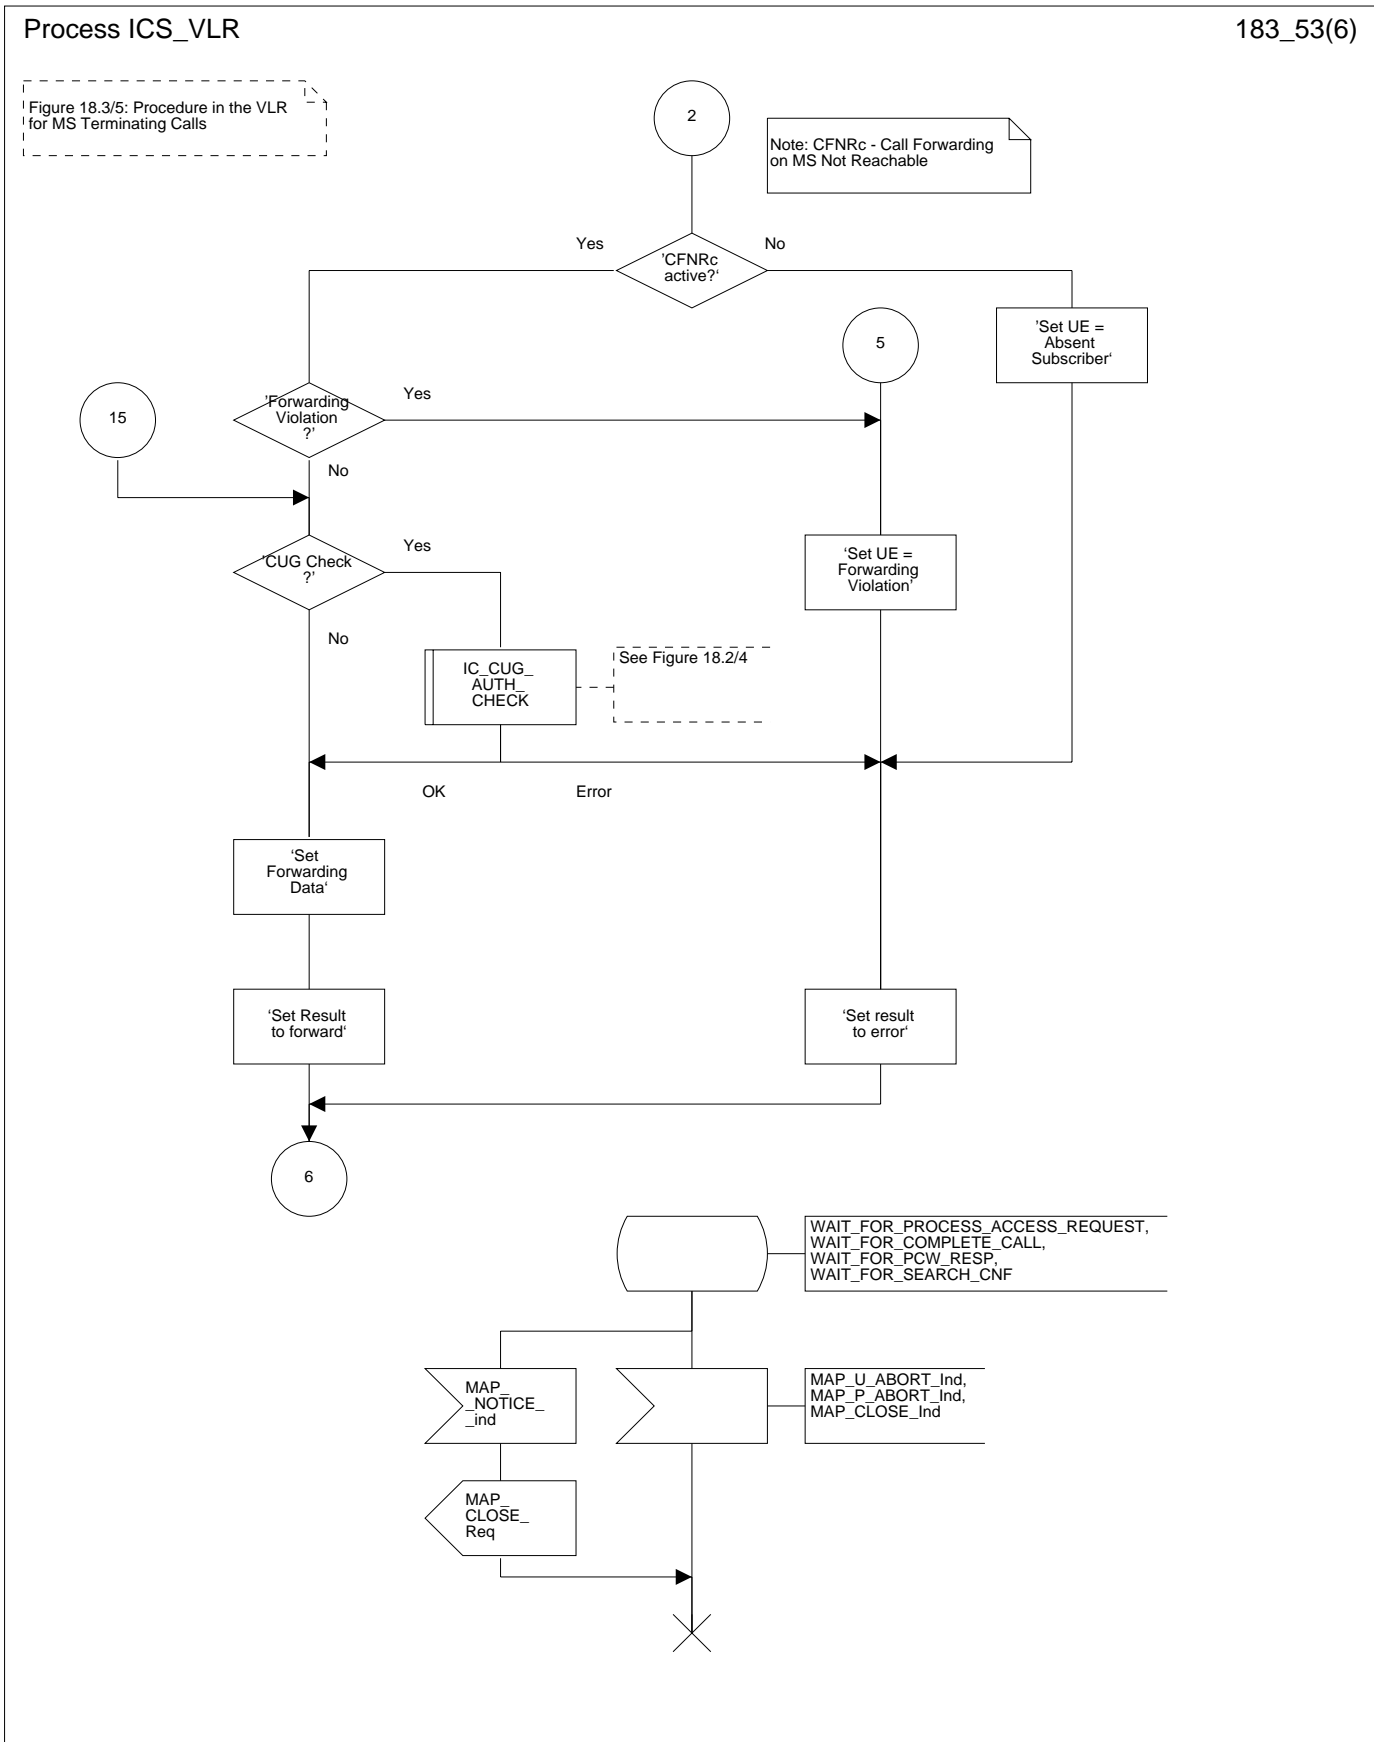 Process ICS_VLR
183_53(6)
Figure 18.3/5: Procedure in the VLR
for MS Terminating Calls
2
Note: CFNRc - Call Forwarding
on MS Not Reachable
Yes
'CFNRc
active?‘
No
5
'Set UE =
Absent
Subscriber‘
15
'Forwarding
Violation
?'
Yes
No
'CUG Check
?'
Yes
‘Set UE =
Forwarding
Violation’
No
IC_CUG_
AUTH_
CHECK
See Figure 18.2/4
OK
Error
‘Set
Forwarding
Data‘
‘Set Result
to forward‘
‘Set result
to error‘
6
WAIT_FOR_PROCESS_ACCESS_REQUEST,
WAIT_FOR_COMPLETE_CALL,
WAIT_FOR_PCW_RESP,
WAIT_FOR_SEARCH_CNF
MAP_
_NOTICE_
_ind
MAP_U_ABORT_Ind,
MAP_P_ABORT_Ind,
MAP_CLOSE_Ind
MAP_
CLOSE_
Req